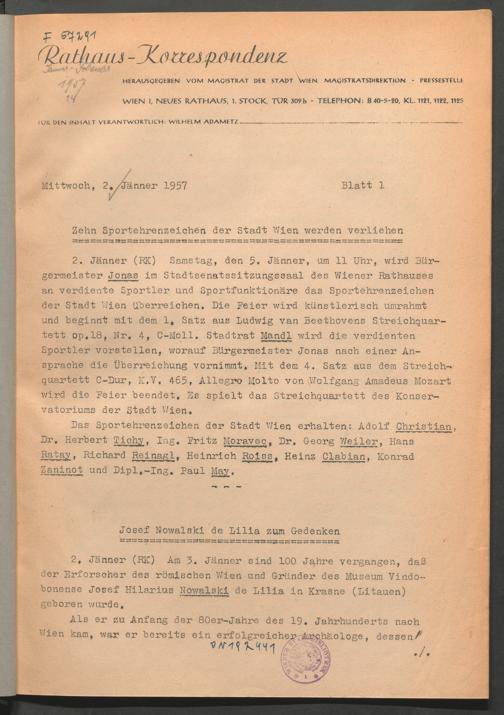 F 57291
Rathaus-Korrespondenz
1957
HERAUSGEGEBEN VOM MAGISTRAT DER STADT WIEN, MAGISTRATSDIREKTION - PRESSESTELLE
WIEN I, NEUES RATHAUS, 1. STOCK, TÜR 309b - TELEPHON: B 40-5-20, KL. 1121, 1122, 1125
FÜR DEN INHALT VERANTWORTLICH: WILHELM ADAMETZ
Mittwoch, 2. Jänner 1957 Blatt 1
Zehn Sportehrenzeichen der Stadt Wien werden verliehen
2. Jänner (RK) Samstag, den 5. Jänner, um 11 Uhr, wird Bür-
germeister Jonas im Stadtsenatssitzungssaal des Wiener Rathauses
an verdiente Sportler und Sportfunktionäre das Sportehrenzeichen
der Stadt Wien überreichen. Die Feier wird künstlerisch umrahmt
und beginnt mit dem 1. Satz aus Ludwig van Beethovens Streichquar-
tett op.18, Nr. 4, C-Moll. Stadtrat Mandl wird die verdienten
Sportler vorstellen, worauf Bürgermeister Jonas nach einer An-
sprache die Überreichung vornimmt. Mit dem 4. Satz aus dem Streich-
quartett C-Dur, K.V. 465, Allegro Molto von Wolfgang Amadeus Mozart
wird die Feier beendet. Es spielt das Streichquartett des Konser-
vatoriums der Stadt Wien.
Das Sportehrenzeichen der Stadt Wien erhalten: Adolf Christian,
Dr. Herbert Tichy, Ing. Fritz Moravec, Dr. Georg Weiler, Hans
Ratay, Richard Reinagl, Heinrich Roiss, Heinz Clabian, Konrad
Zaninot und Dipl.-Ing. Paul May.
- - -
Josef Nowalski de Lilia zum Gedenken
2. Jänner (RK) Am 3. Jänner sind 100 Jahre vergangen, daß
der Erforscher des römischen Wien und Gründer des Museum Vindo-
bonense Josef Hilarius Nowalski de Lilia in Krasne (Litauen)
geboren wurde.
Als er zu Anfang der 80er-Jahre des 19. Jahrhunderts nach
Wien kam, war er bereits ein erfolgreicher Archäologe, dessen
./.